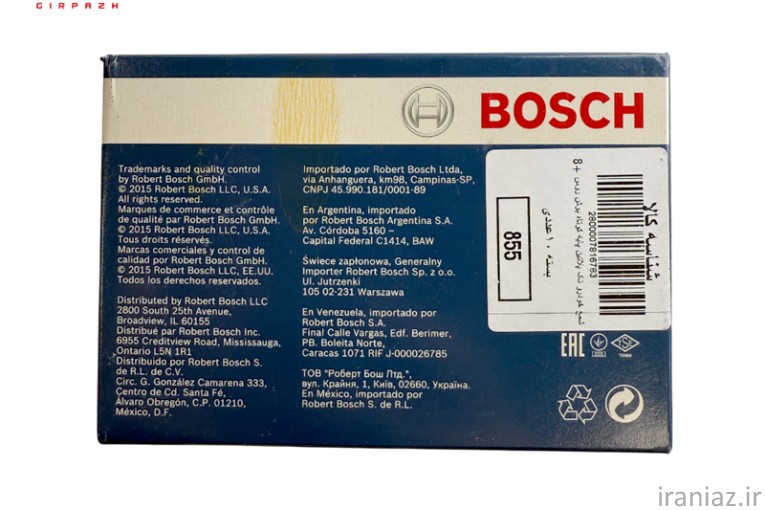 GIRPAZH
BOSCH
Trademarks and quality control
by Robert Bosch GmbH.
© 2015 Robert Bosch LLC, U.S.A.
All rights reserved.
Marques de commerce et contrôle
de qualité par Robert Bosch GmbH.
© 2015 Robert Bosch LLC, U.S.A.
Tous droits réservés.
Marcas comerciales y control de
calidad por Robert Bosch GmbH.
© 2015 Robert Bosch LLC, EE.UU.
Todos los derechos reservados.
Distributed by Robert Bosch LLC
2800 South 25th Avenue,
Broadview, IL 60155
Distribué par Robert Bosch Inc.
6955 Creditview Road, Mississauga,
Ontario L5N 1R1
Distribuido por Robert Bosch S.
de R.L. de C.V.
Circ. G. González Camarena 333,
Centro de Cd. Santa Fé,
Álvaro Obregón, C.P. 01210,
México, D.F.
Importado por Robert Bosch Ltda,
via Anhanguera, km98, Campinas-SP,
CNPJ 45.990.181/0001-89
En Argentina, importado
por Robert Bosch Argentina S.A.
Av. Córdoba 5160 –
Capital Federal C1414, BAW
Świece zapłonowe, Generalny
Importer Robert Bosch Sp. z o.o.
Ul. Jutrzenki
105 02-231 Warszawa
En Venezuela, importado por
Robert Bosch S.A.
Final Calle Vargas, Edf. Berimer,
PB. Boleita Norte,
Caracas 1071 RIF J-000026785
ТОВ "Роберт Бош Лтд.",
вул. Крайня, 1, Київ, 02660, Україна.
En México, importado por
Robert Bosch S. de R.L.
شناسه کالا
2800007816783
بسته ۱۰ عددی
855
EAC
TSE
iraniaz.ir